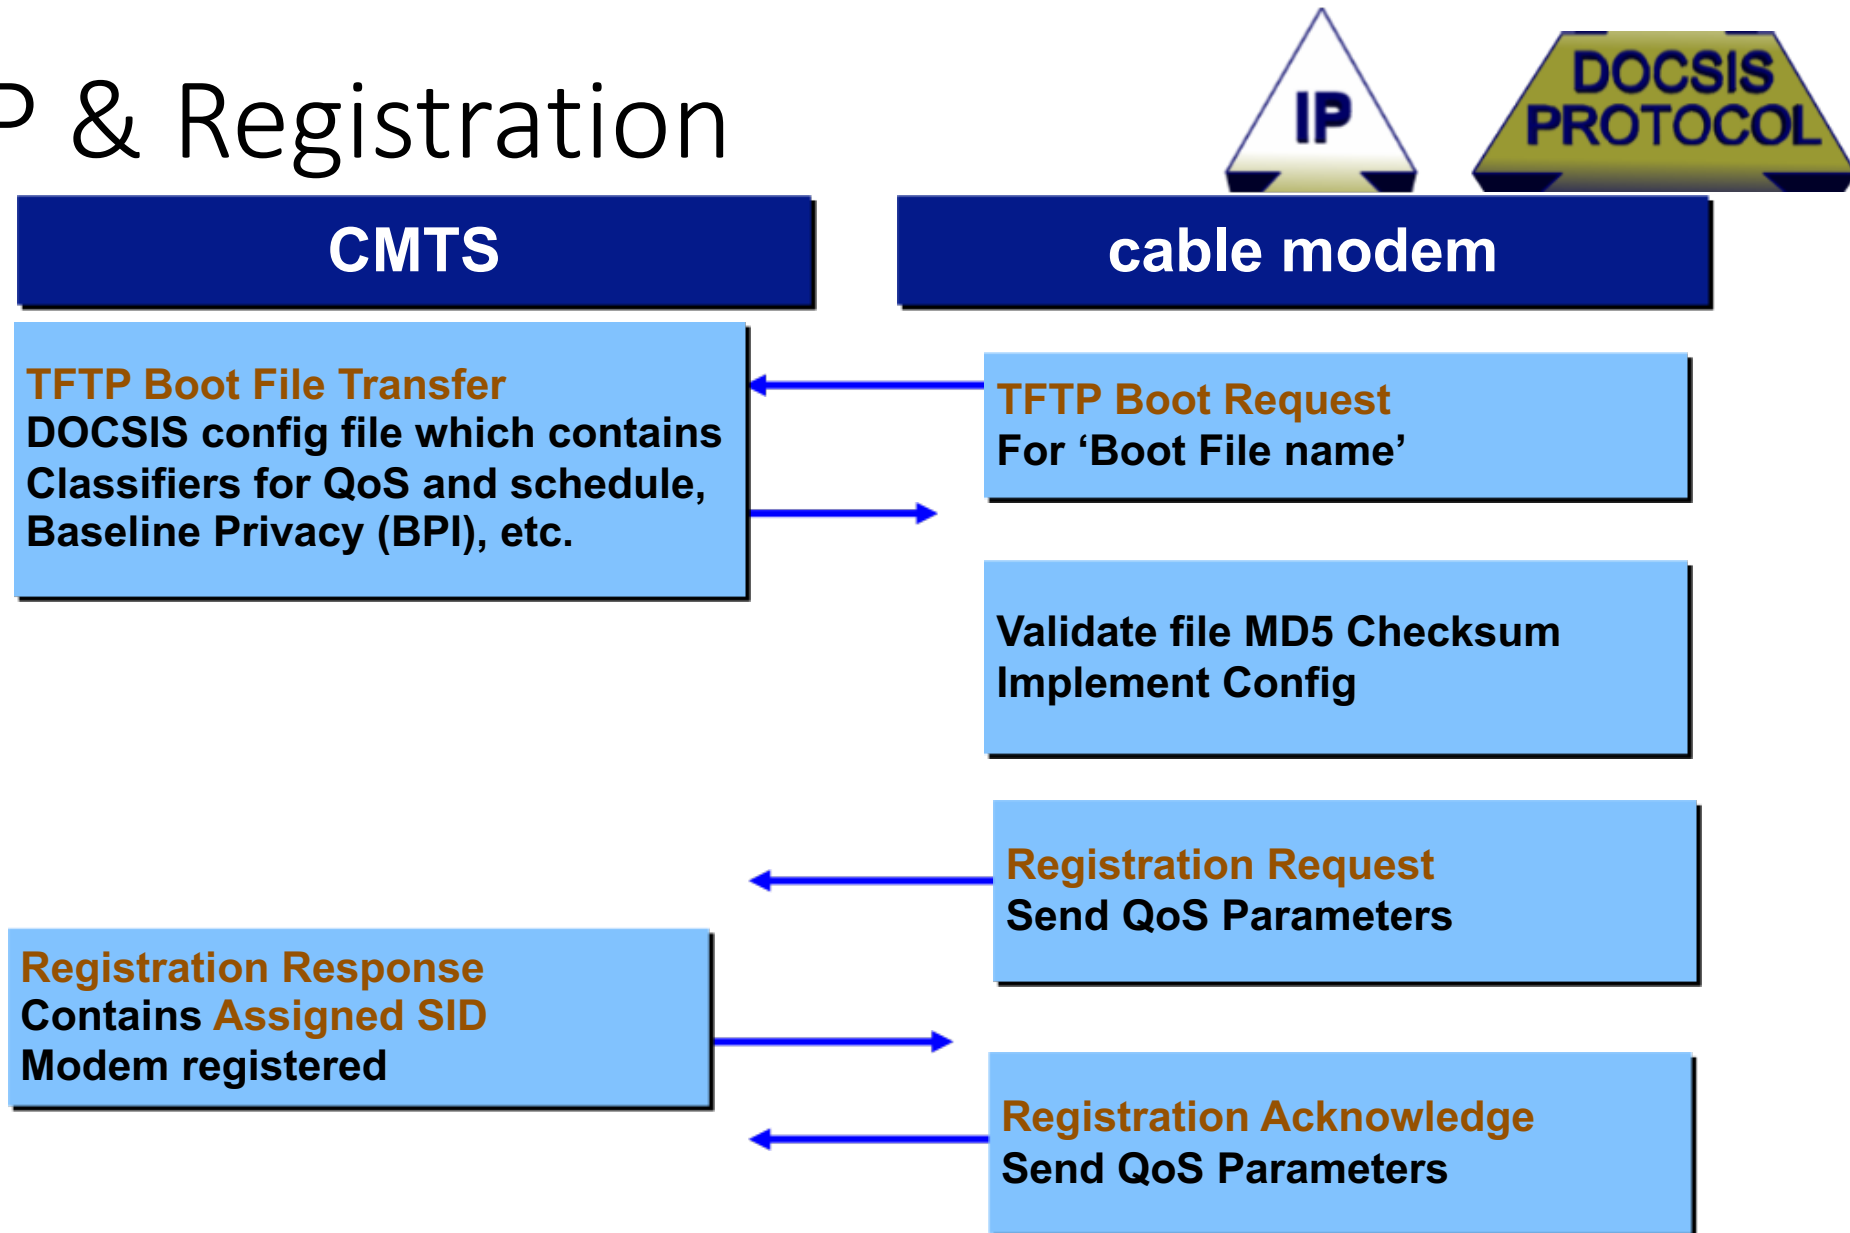 P & Registration
IP
DOCSIS
PROTOCOL
CMTS
cable modem
TFTP Boot File Transfer
DOCSIS config file which contains
Classifiers for QoS and schedule,
Baseline Privacy (BPI), etc.
TFTP Boot Request
For ‘Boot File name’
Validate file MD5 Checksum
Implement Config
Registration Request
Send QoS Parameters
Registration Response
Contains Assigned SID
Modem registered
Registration Acknowledge
Send QoS Parameters